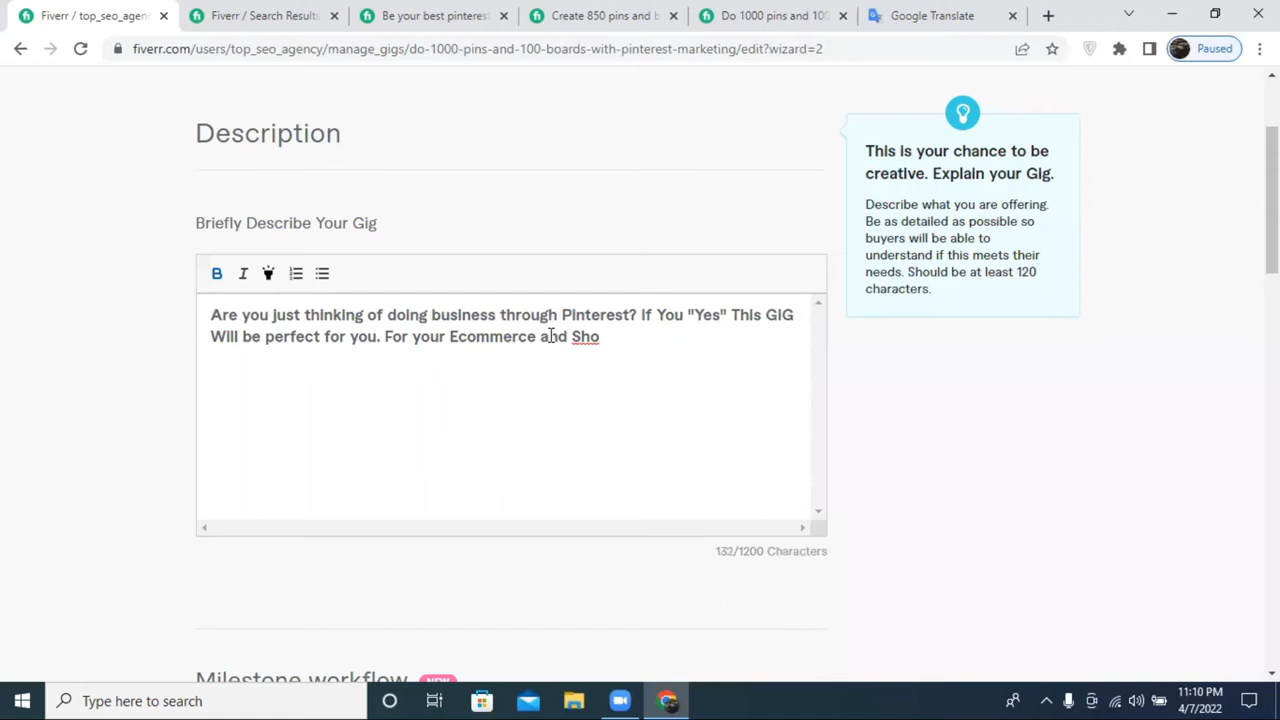 Fiverr / top_seo_agenc
Fiverr / Search Results
Be your best pinterest
Create 850 pins and b
Do 1000 pins and 100
Google Translate
fiverr.com/users/top_seo_agency/manage_gigs/do-1000-pins-and-100-boards-with-pinterest-marketing/edit?wizard=2
Paused
Description
This is your chance to be
creative. Explain your Gig.
Describe what you are offering.
Be as detailed as possible so
buyers will be able to
understand if this meets their
needs. Should be at least 120
characters.
Briefly Describe Your Gig
B I
Are you just thinking of doing business through Pinterest? If You "Yes" This GIG
Will be perfect for you. For your Ecommerce and Sho
132/1200 Characters
Milestone workflow NEW
Type here to search
11:10 PM
4/7/2022